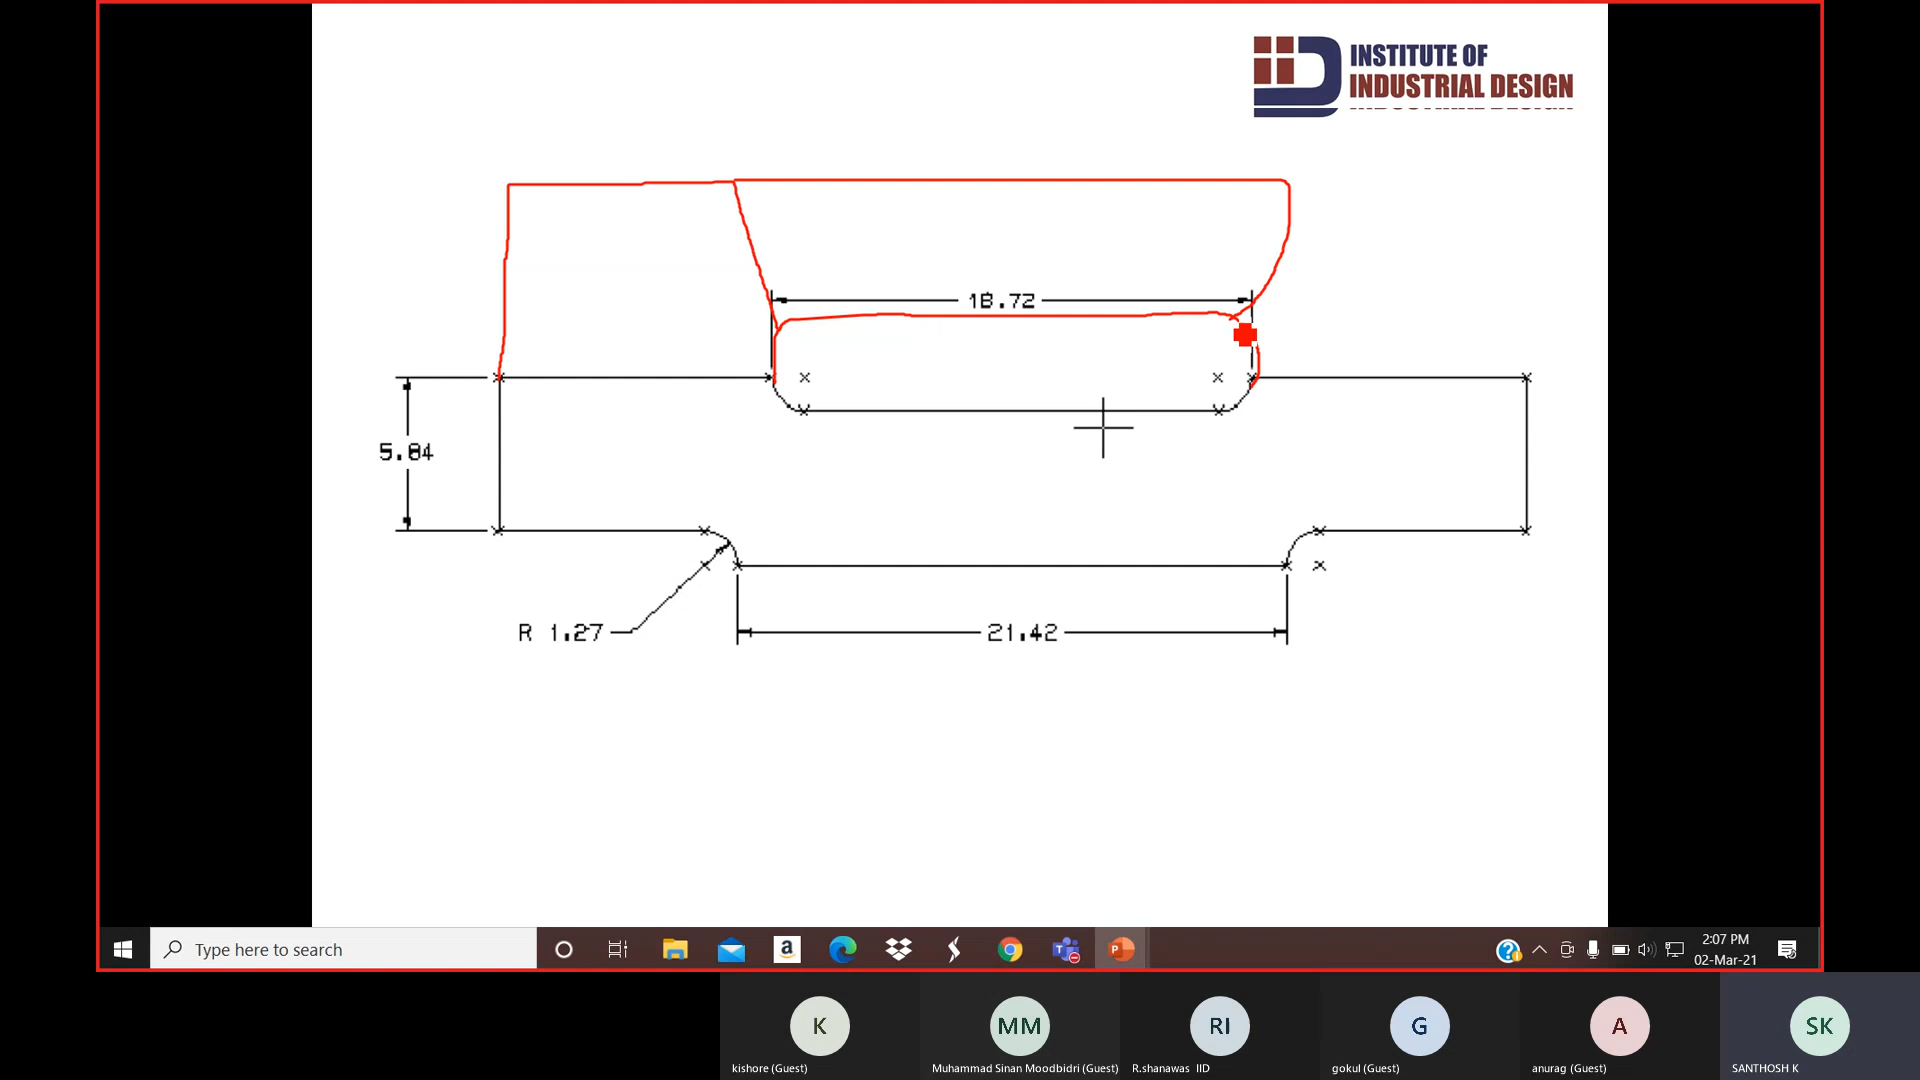 INSTITUTE OF
INDUSTRIAL DESIGN
18.72
5.84
R 1.27
21.42
Type here to search
2:07 PM
02-Mar-21
K
MM
RI
G
A
SK
kishore (Guest)
Muhammad Sinan Moodbidri (Guest)
R.shanawas IID
gokul (Guest)
anurag (Guest)
SANTHOSH K